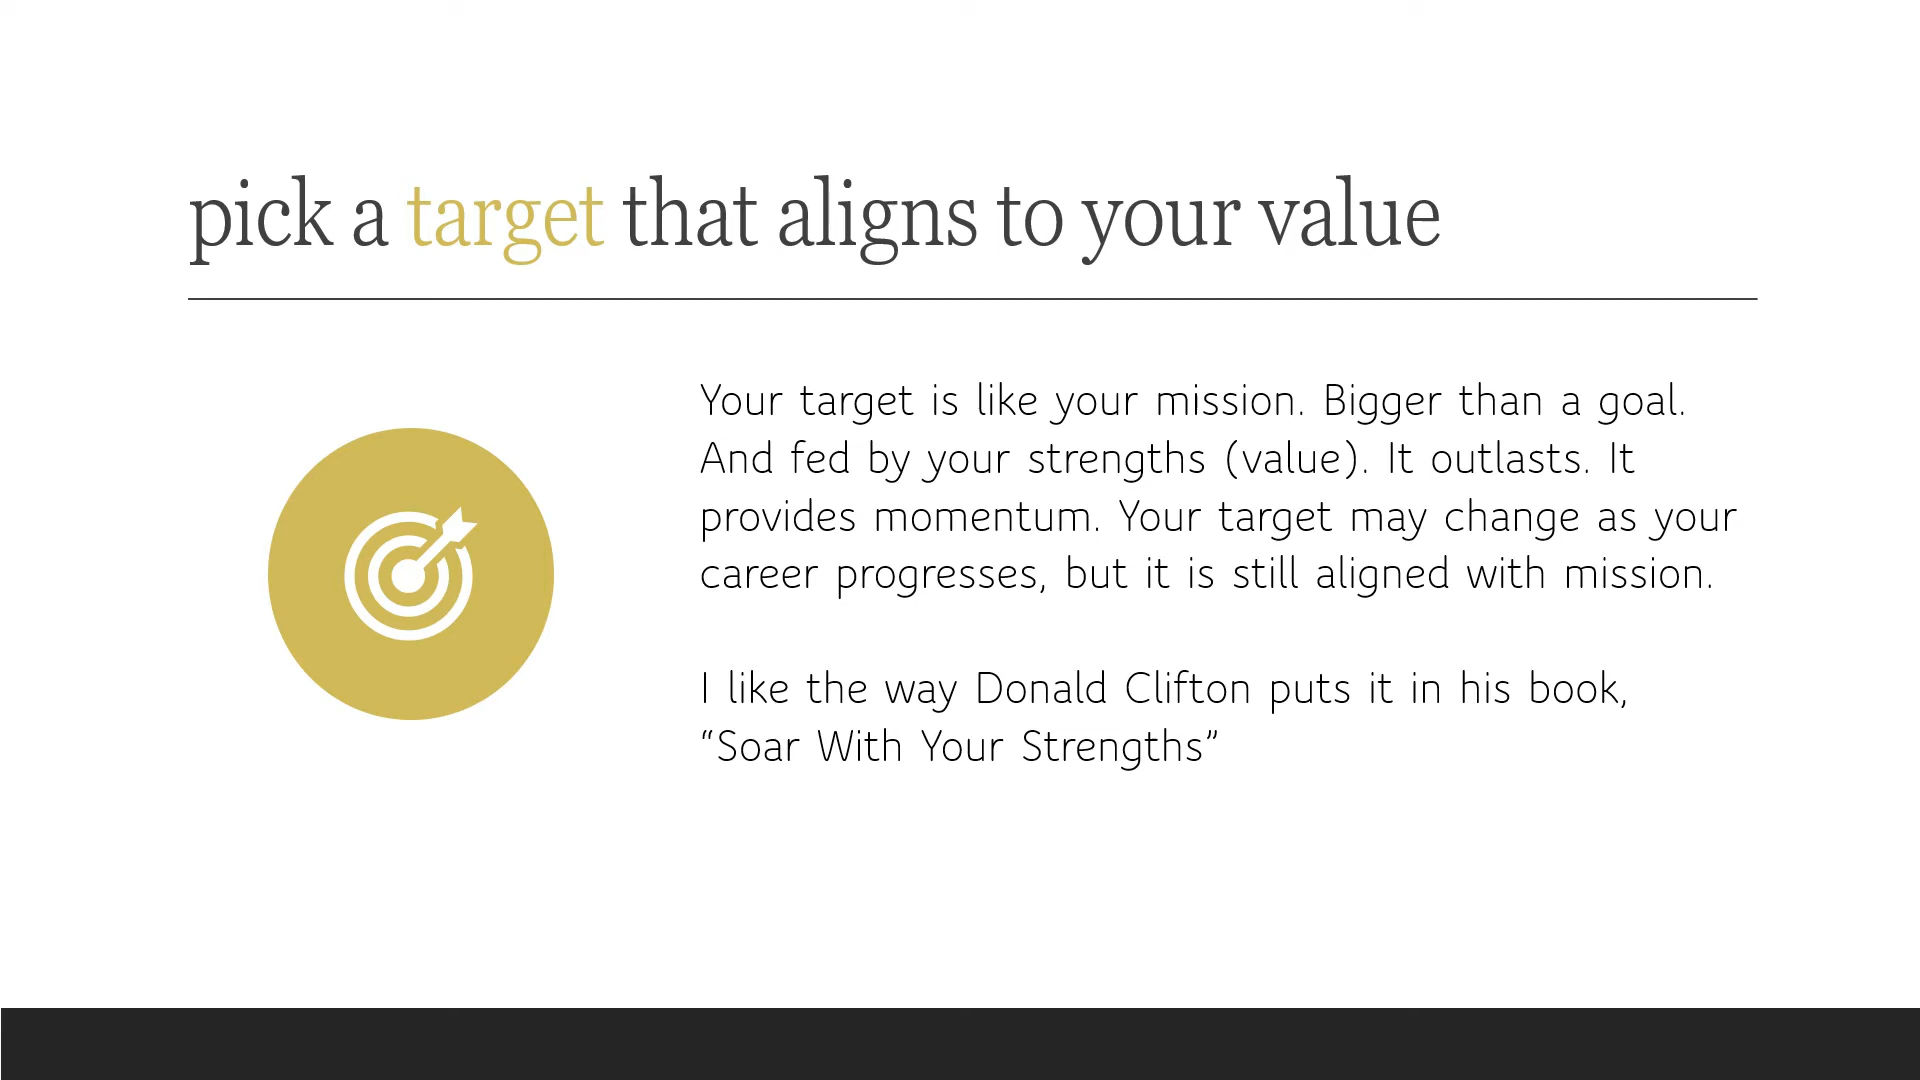 pick a target that aligns to your value
Your target is like your mission. Bigger than a goal.
And fed by your strengths (value). It outlasts. It
provides momentum. Your target may change as your
career progresses, but it is still aligned with mission.
I like the way Donald Clifton puts it in his book,
“Soar With Your Strengths”